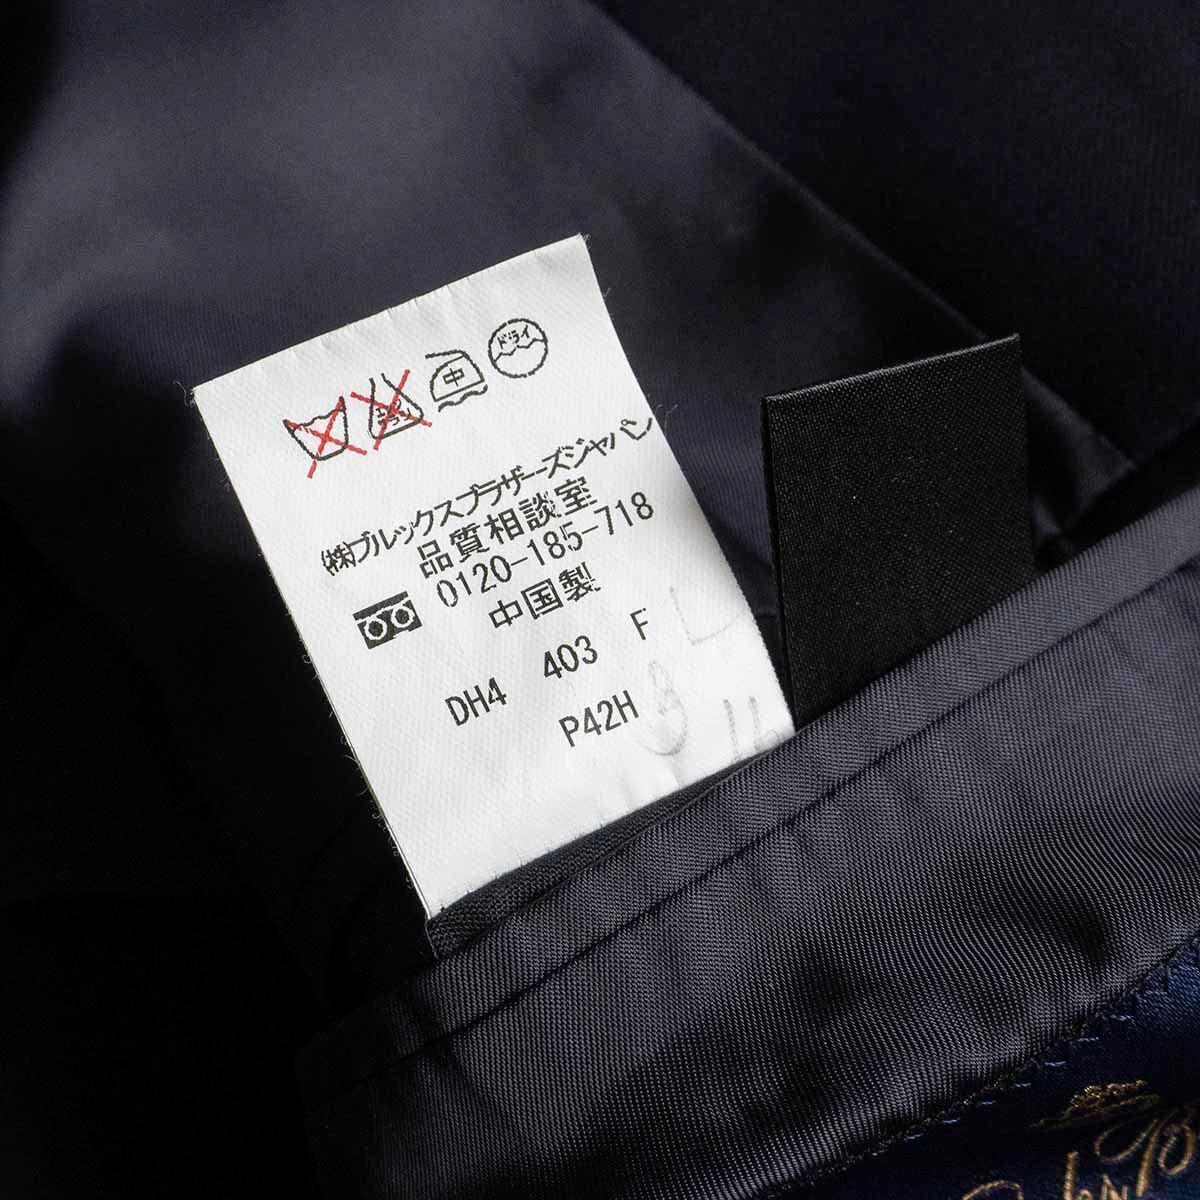 中 ドライ
(株)ブルックスブラザーズジャパン
品質相談室
0120-185-718
中国製
DH4 403 F
P42H